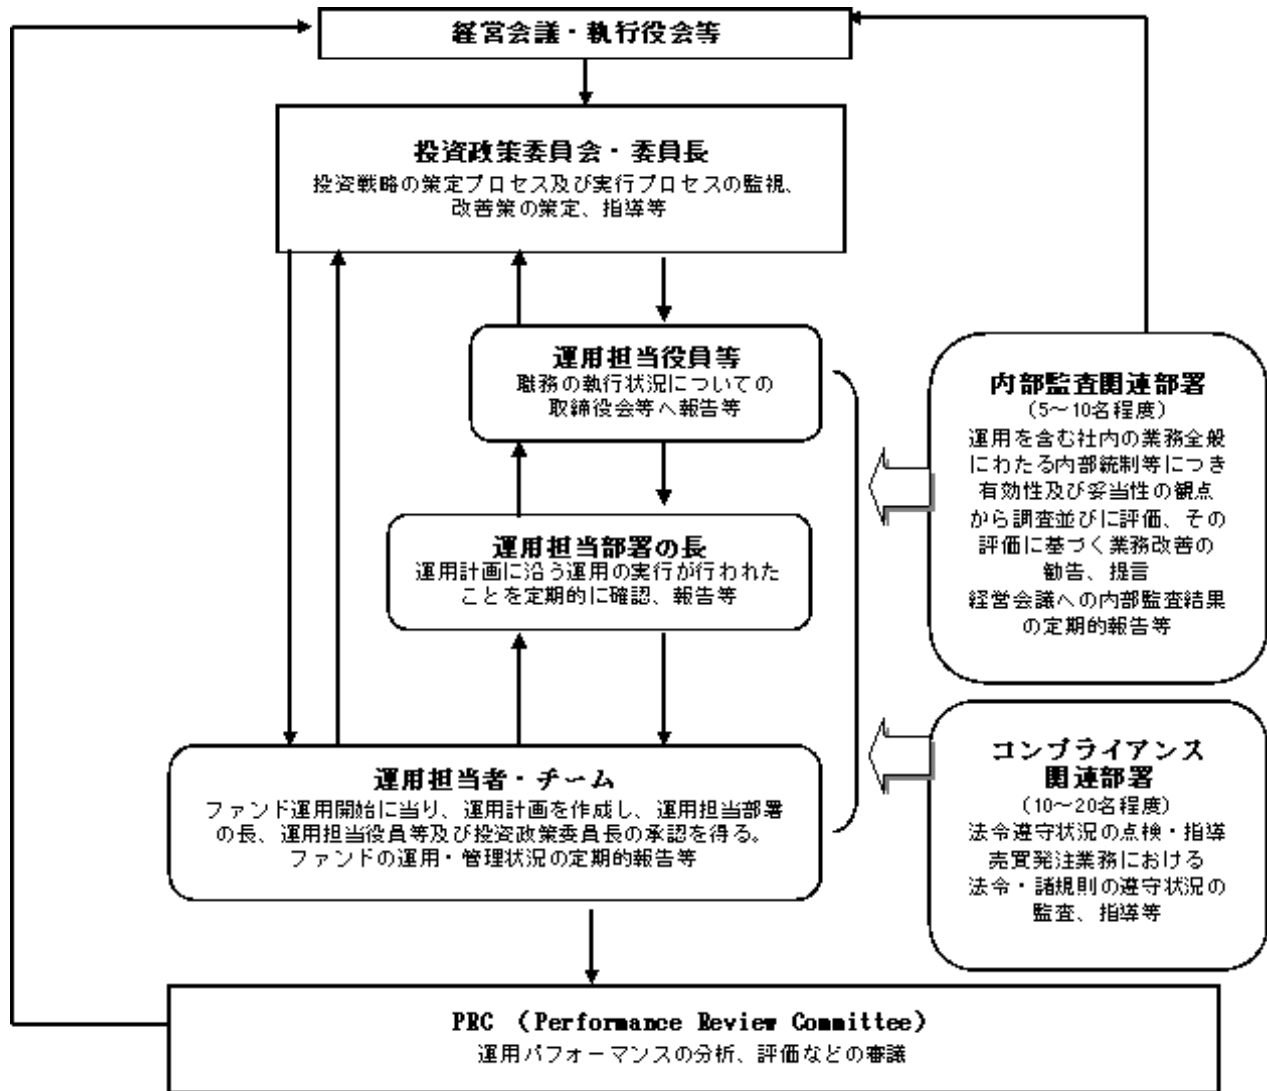 経営会議・執行役会等
投資政策委員会・委員長
投資戦略の策定プロセス及び実行プロセスの監視、
改善策の策定、指導等
運用担当役員等
職務の執行状況についての
取締役会等へ報告等
運用担当部署の長
運用計画に沿う運用の実行が行われた
ことを定期的に確認、報告等
運用担当者・チーム
ファンド運用開始に当り、運用計画を作成し、運用担当部署
の長、運用担当役員等及び投資政策委員長の承認を得る。
ファンドの運用・管理状況の定期的報告等
内部監査関連部署
(5〜10名程度)
運用を含む社内の業務全般
にわたる内部統制等につき
有効性及び妥当性の観点
から調査並びに評価、その
評価に基づく業務改善の
勧告、提言
経営会議への内部監査結果
の定期的報告等
コンプライアンス
関連部署
(10〜20名程度)
法令遵守状況の点検・指導
売買発注業務における
法令・諸規則の遵守状況の
監査、指導等
PRC (Performance Review Committee)
運用パフォーマンスの分析、評価などの審議